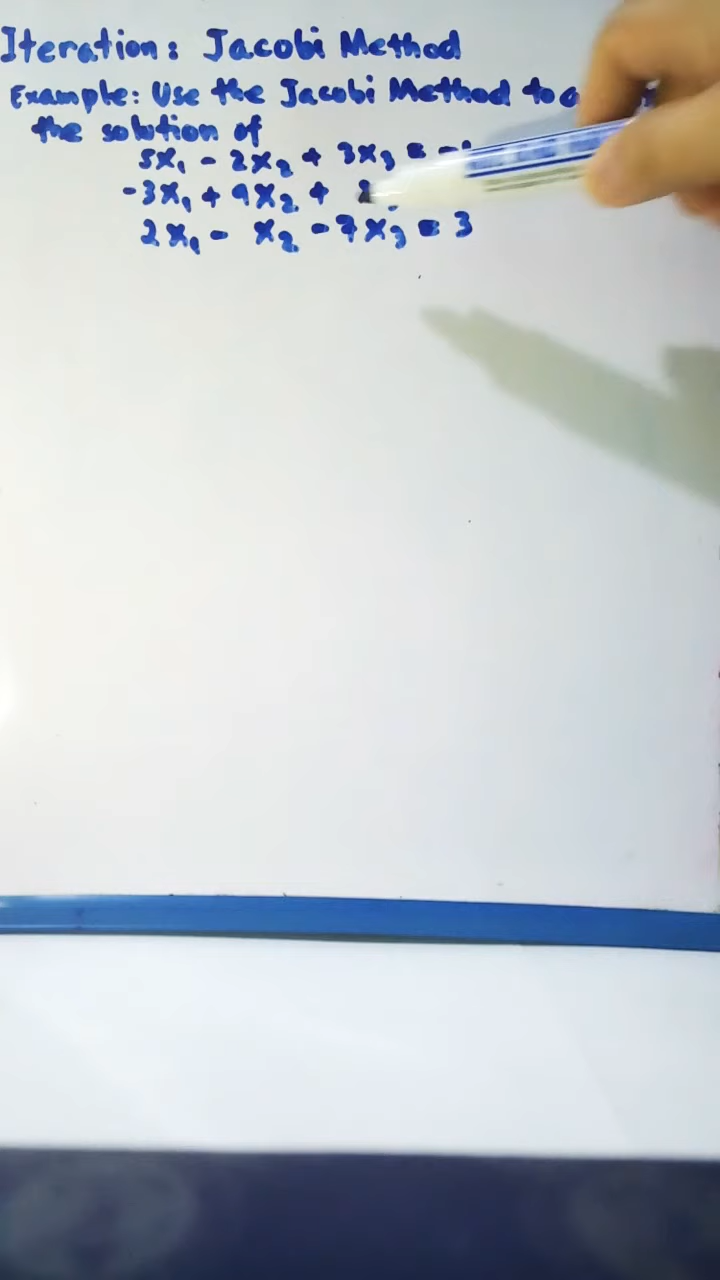 Iteration: Jacobi Method
Example: Use the Jacobi Method to
the solution of
5x₁ - 2x₂ + 3x₃ = -
-3x₁ + 9x₂ +
2x₁ - x₂ - 7x₃ = 3